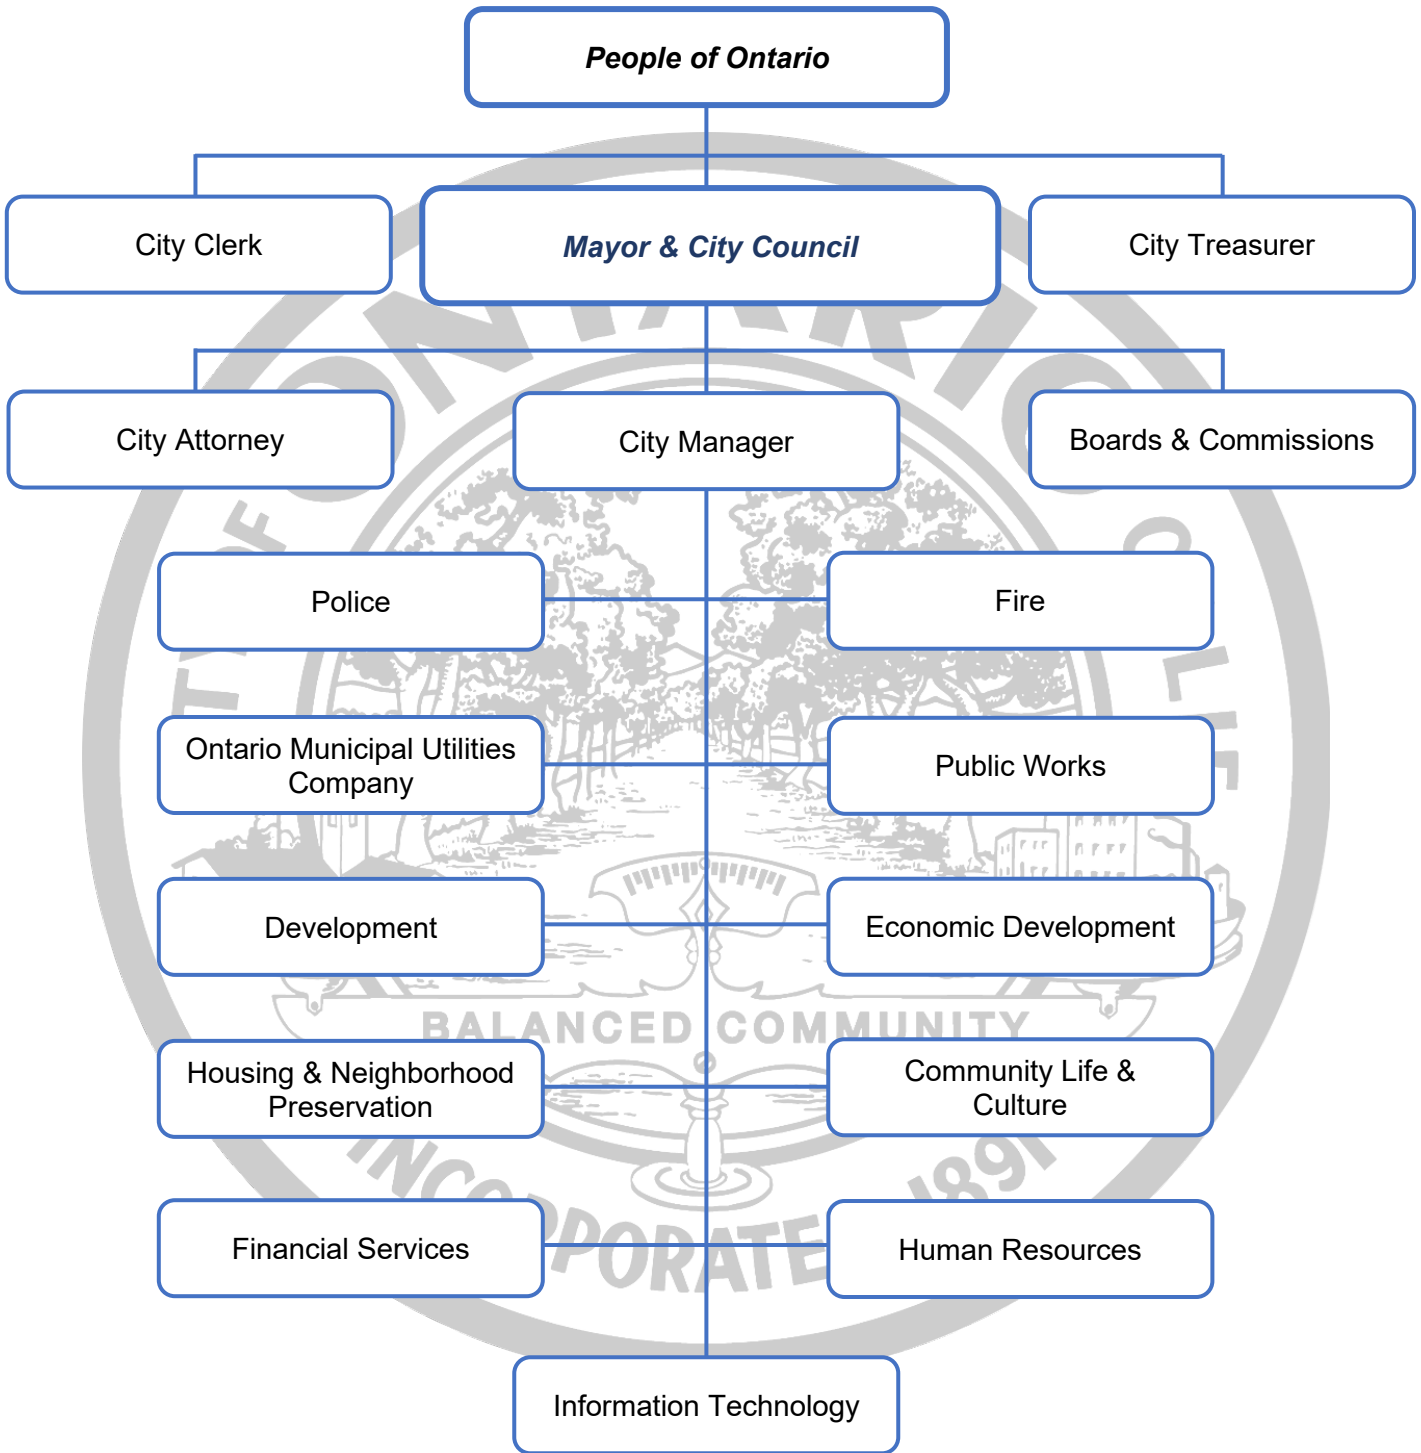 People of Ontario
City Clerk
Mayor & City Council
City Treasurer
City Attorney
City Manager
Boards & Commissions
Police
Fire
Ontario Municipal Utilities
Company
Public Works
Development
Economic Development
BALANCED COMMUNITY
Housing & Neighborhood
Preservation
Community Life &
Culture
Financial Services
Human Resources
Information Technology